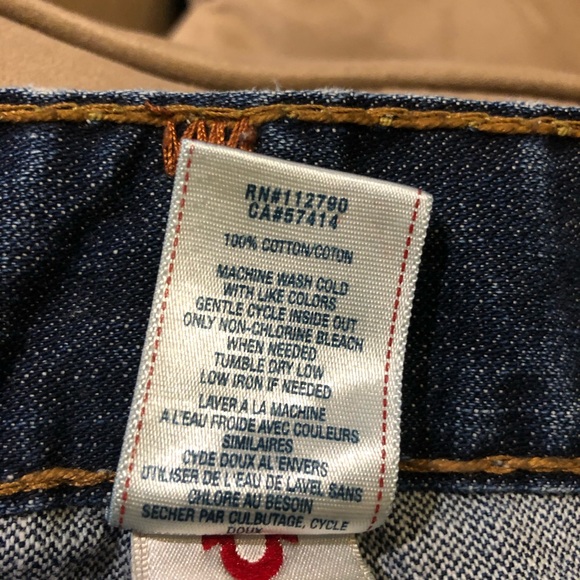 RN#112790
CA#57414
100% COTTON/COTON
MACHINE WASH COLD
WITH LIKE COLORS
GENTLE CYCLE INSIDE OUT
ONLY NON-CHLORINE BLEACH
WHEN NEEDED
TUMBLE DRY LOW
LOW IRON IF NEEDED
LAVER A LA MACHINE
A L'EAU FROIDE AVEC COULEURS
SIMILAIRES
CYDE DOUX AL ENVERS
UTILISER DE L'EAU DE LAVEL SANS
CHLORE AU BESOIN
SECHER PAR CULBUTAGE, CYCLE
DOUX